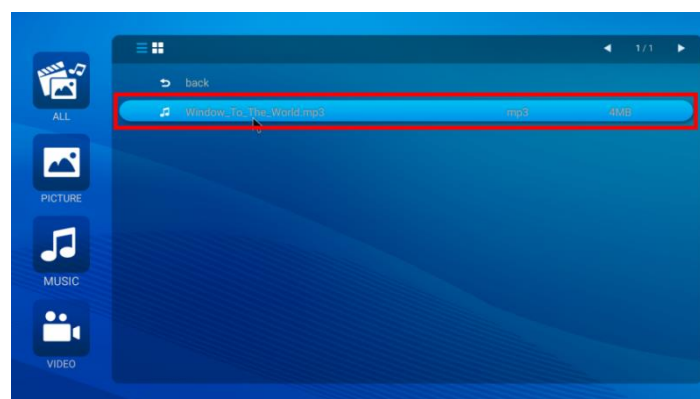 1/1
back
ALL
Window_To_The_World.mp3 mp3 4MB
PICTURE
MUSIC
VIDEO